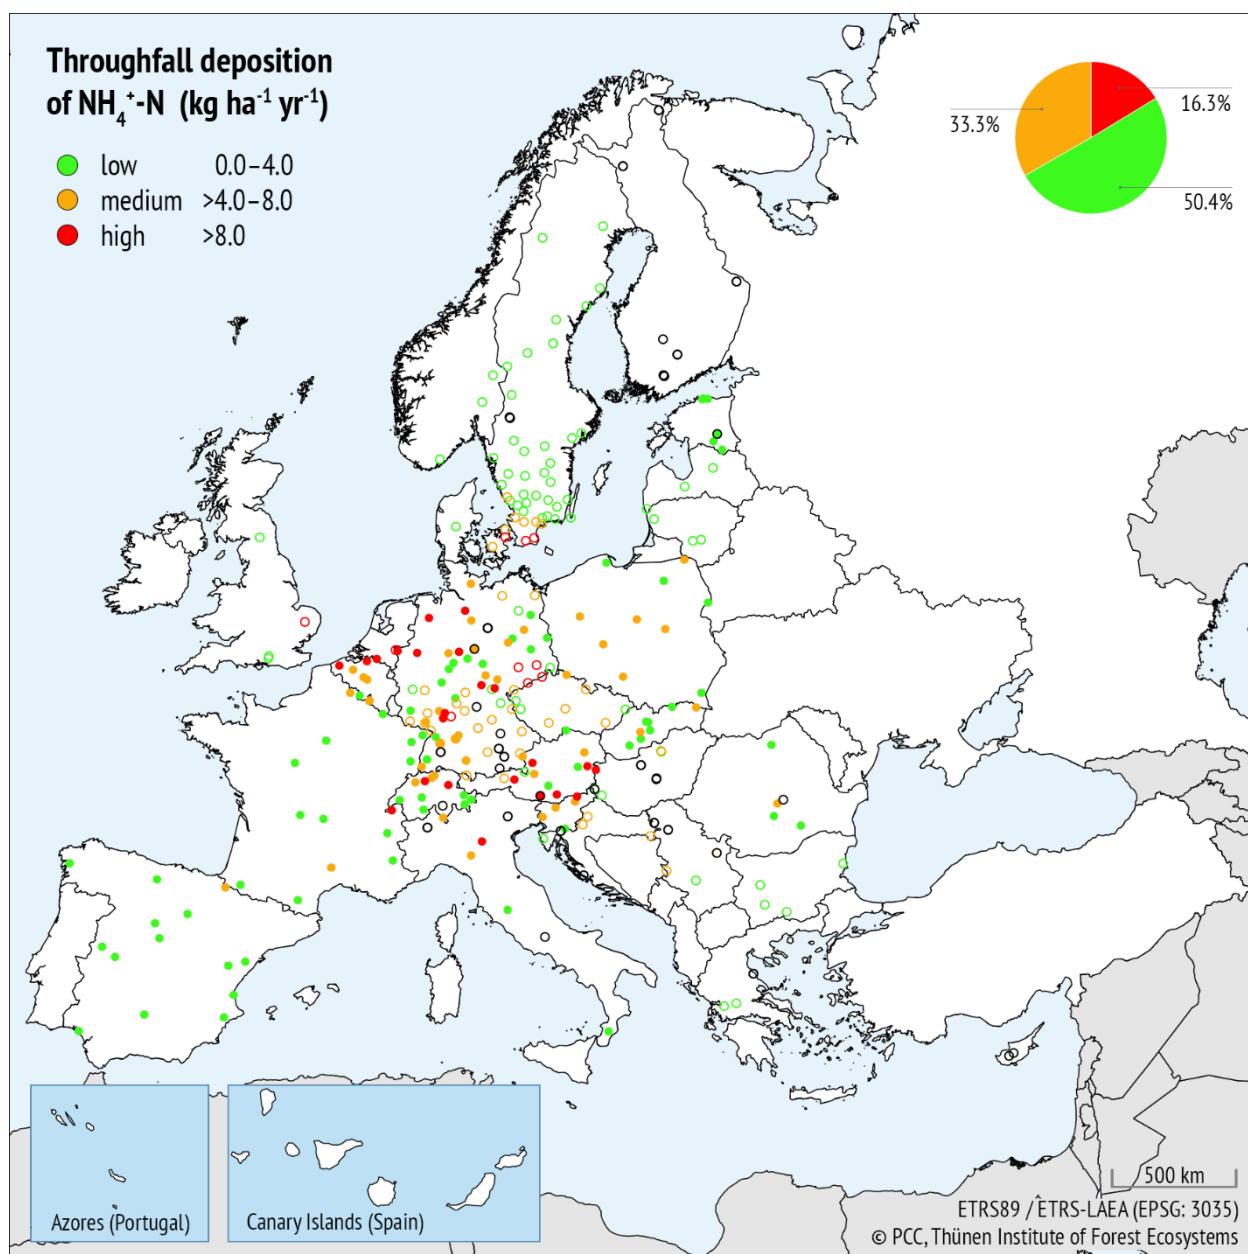 Throughfall deposition
of NH₄⁺-N (kg ha⁻¹ yr⁻¹)
low 0.0–4.0
medium >4.0–8.0
high >8.0
16.3%
33.3%
50.4%
Azores (Portugal)
Canary Islands (Spain)
500 km
ETRS89 / ETRS-LAEA (EPSG: 3035)
© PCC, Thünen Institute of Forest Ecosystems